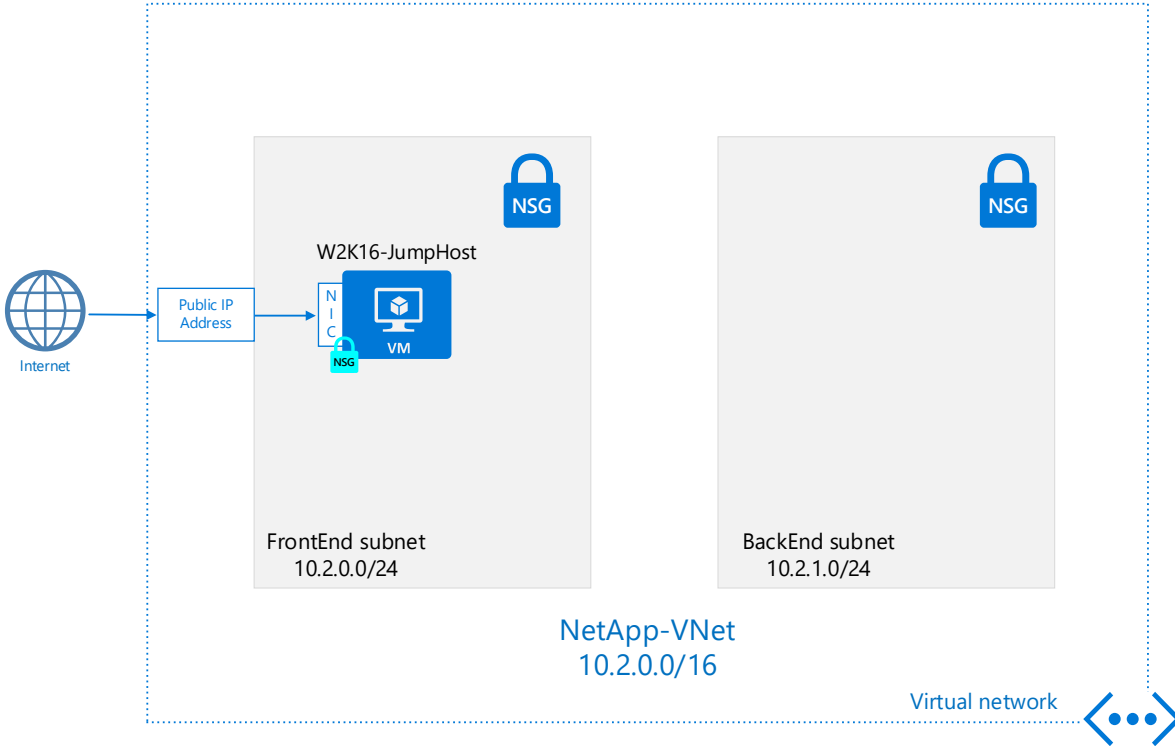 NSG
NSG
W2K16-JumpHost
Public IP
Address
N
I
C
VM
NSG
Internet
FrontEnd subnet
10.2.0.0/24
BackEnd subnet
10.2.1.0/24
NetApp-VNet
10.2.0.0/16
Virtual network